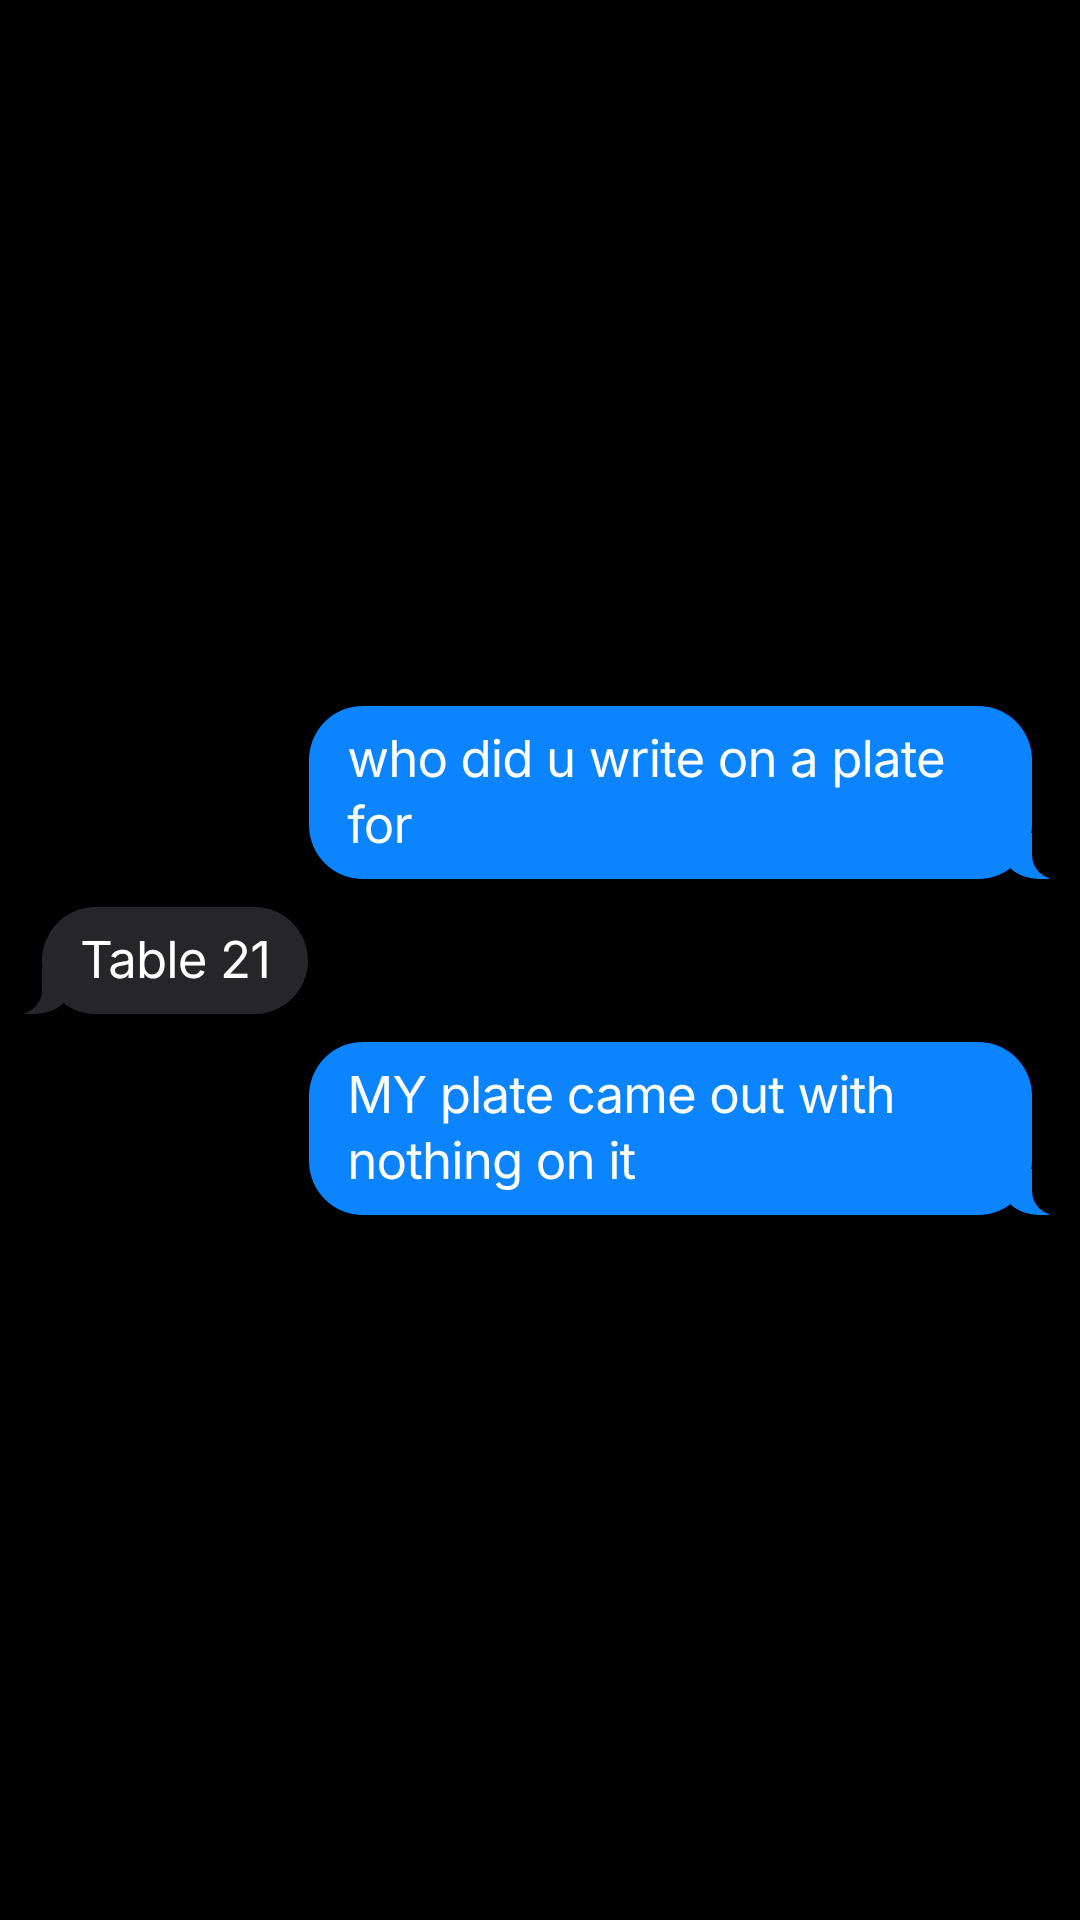 who did u write on a plate
for
Table 21
MY plate came out with
nothing on it